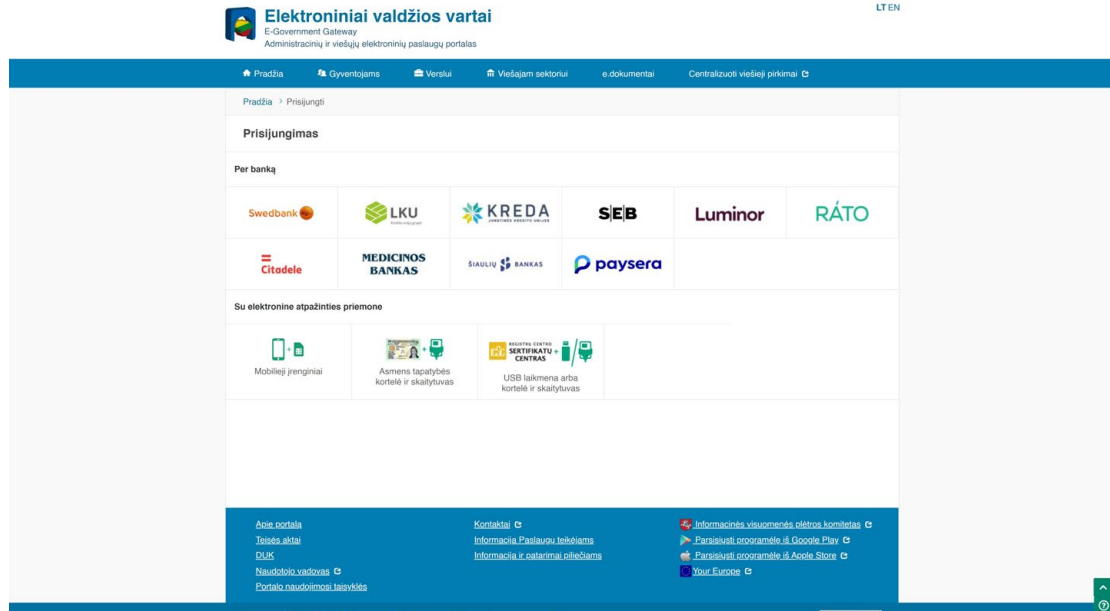 LT EN
Elektroniniai valdžios vartai
E-Government Gateway
Administracinių ir viešųjų elektroninių paslaugų portalas
Pradžia Gyventojams Verslui Viešajam sektoriui e.dokumentai Centralizuoti viešieji pirkimai
Pradžia > Prisijungti
Prisijungimas
Per banką
Swedbank LKU KREDA SEB Luminor RÁTO
JUNGTINĖS KREDITO UNIJOS
Citadele MEDICINOS BANKAS ŠIAULIŲ BANKAS paysera
Su elektronine atpažinties priemone
Mobilieji įrenginiai
Asmens tapatybės
kortelė ir skaitytuvas
REGISTRŲ CENTRO
SERTIFIKATŲ
CENTRAS
USB laikmena arba
kortelė ir skaitytuvas
Apie portalą
Teisės aktai
DUK
Naudotojo vadovas
Portalo naudojimosi taisyklės
Kontaktai
Informacija Paslaugų teikėjams
Informacija ir patarimai piliečiams
Informacinės visuomenės plėtros komitetas
Parsisiųsti programėlę iš Google Play
Parsisiųsti programėlę iš Apple Store
Your Europe